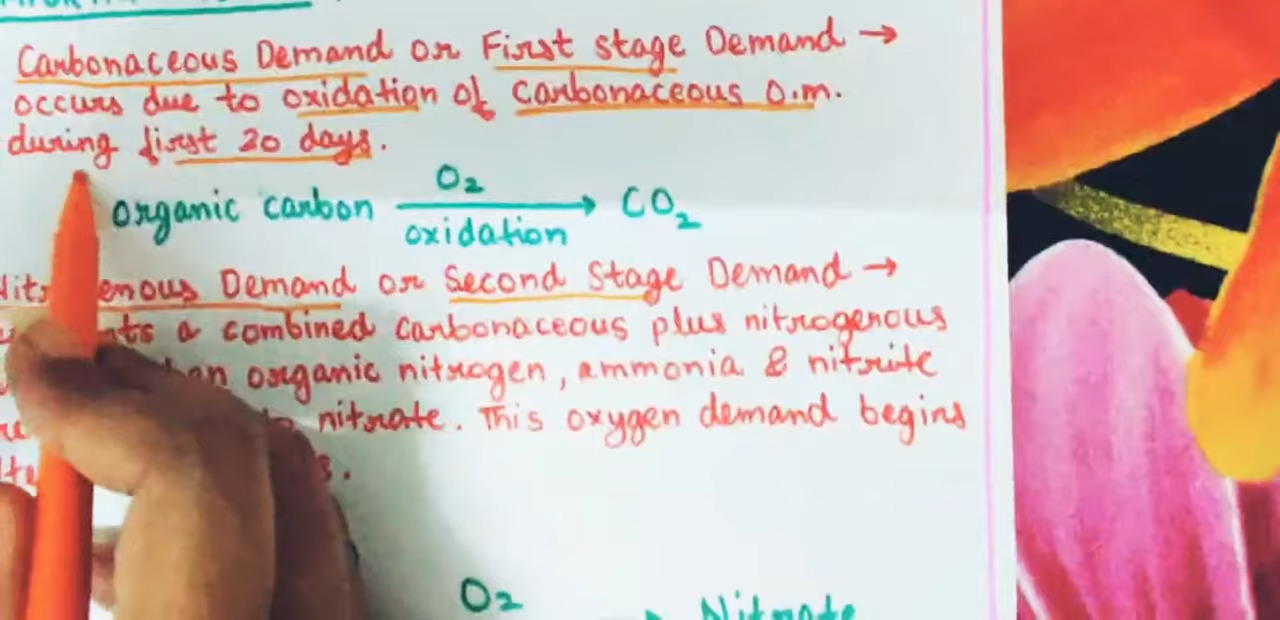 Carbonaceous Demand or First stage Demand →
occurs due to oxidation of carbonaceous O.m.
during first 20 days.
O₂
organic carbon → CO₂
oxidation
Demand or Second Stage Demand →
a combined carbonaceous plus nitrogenous
organic nitrogen, ammonia & nitrite
nitrate. This oxygen demand begins
O₂
Nitrate